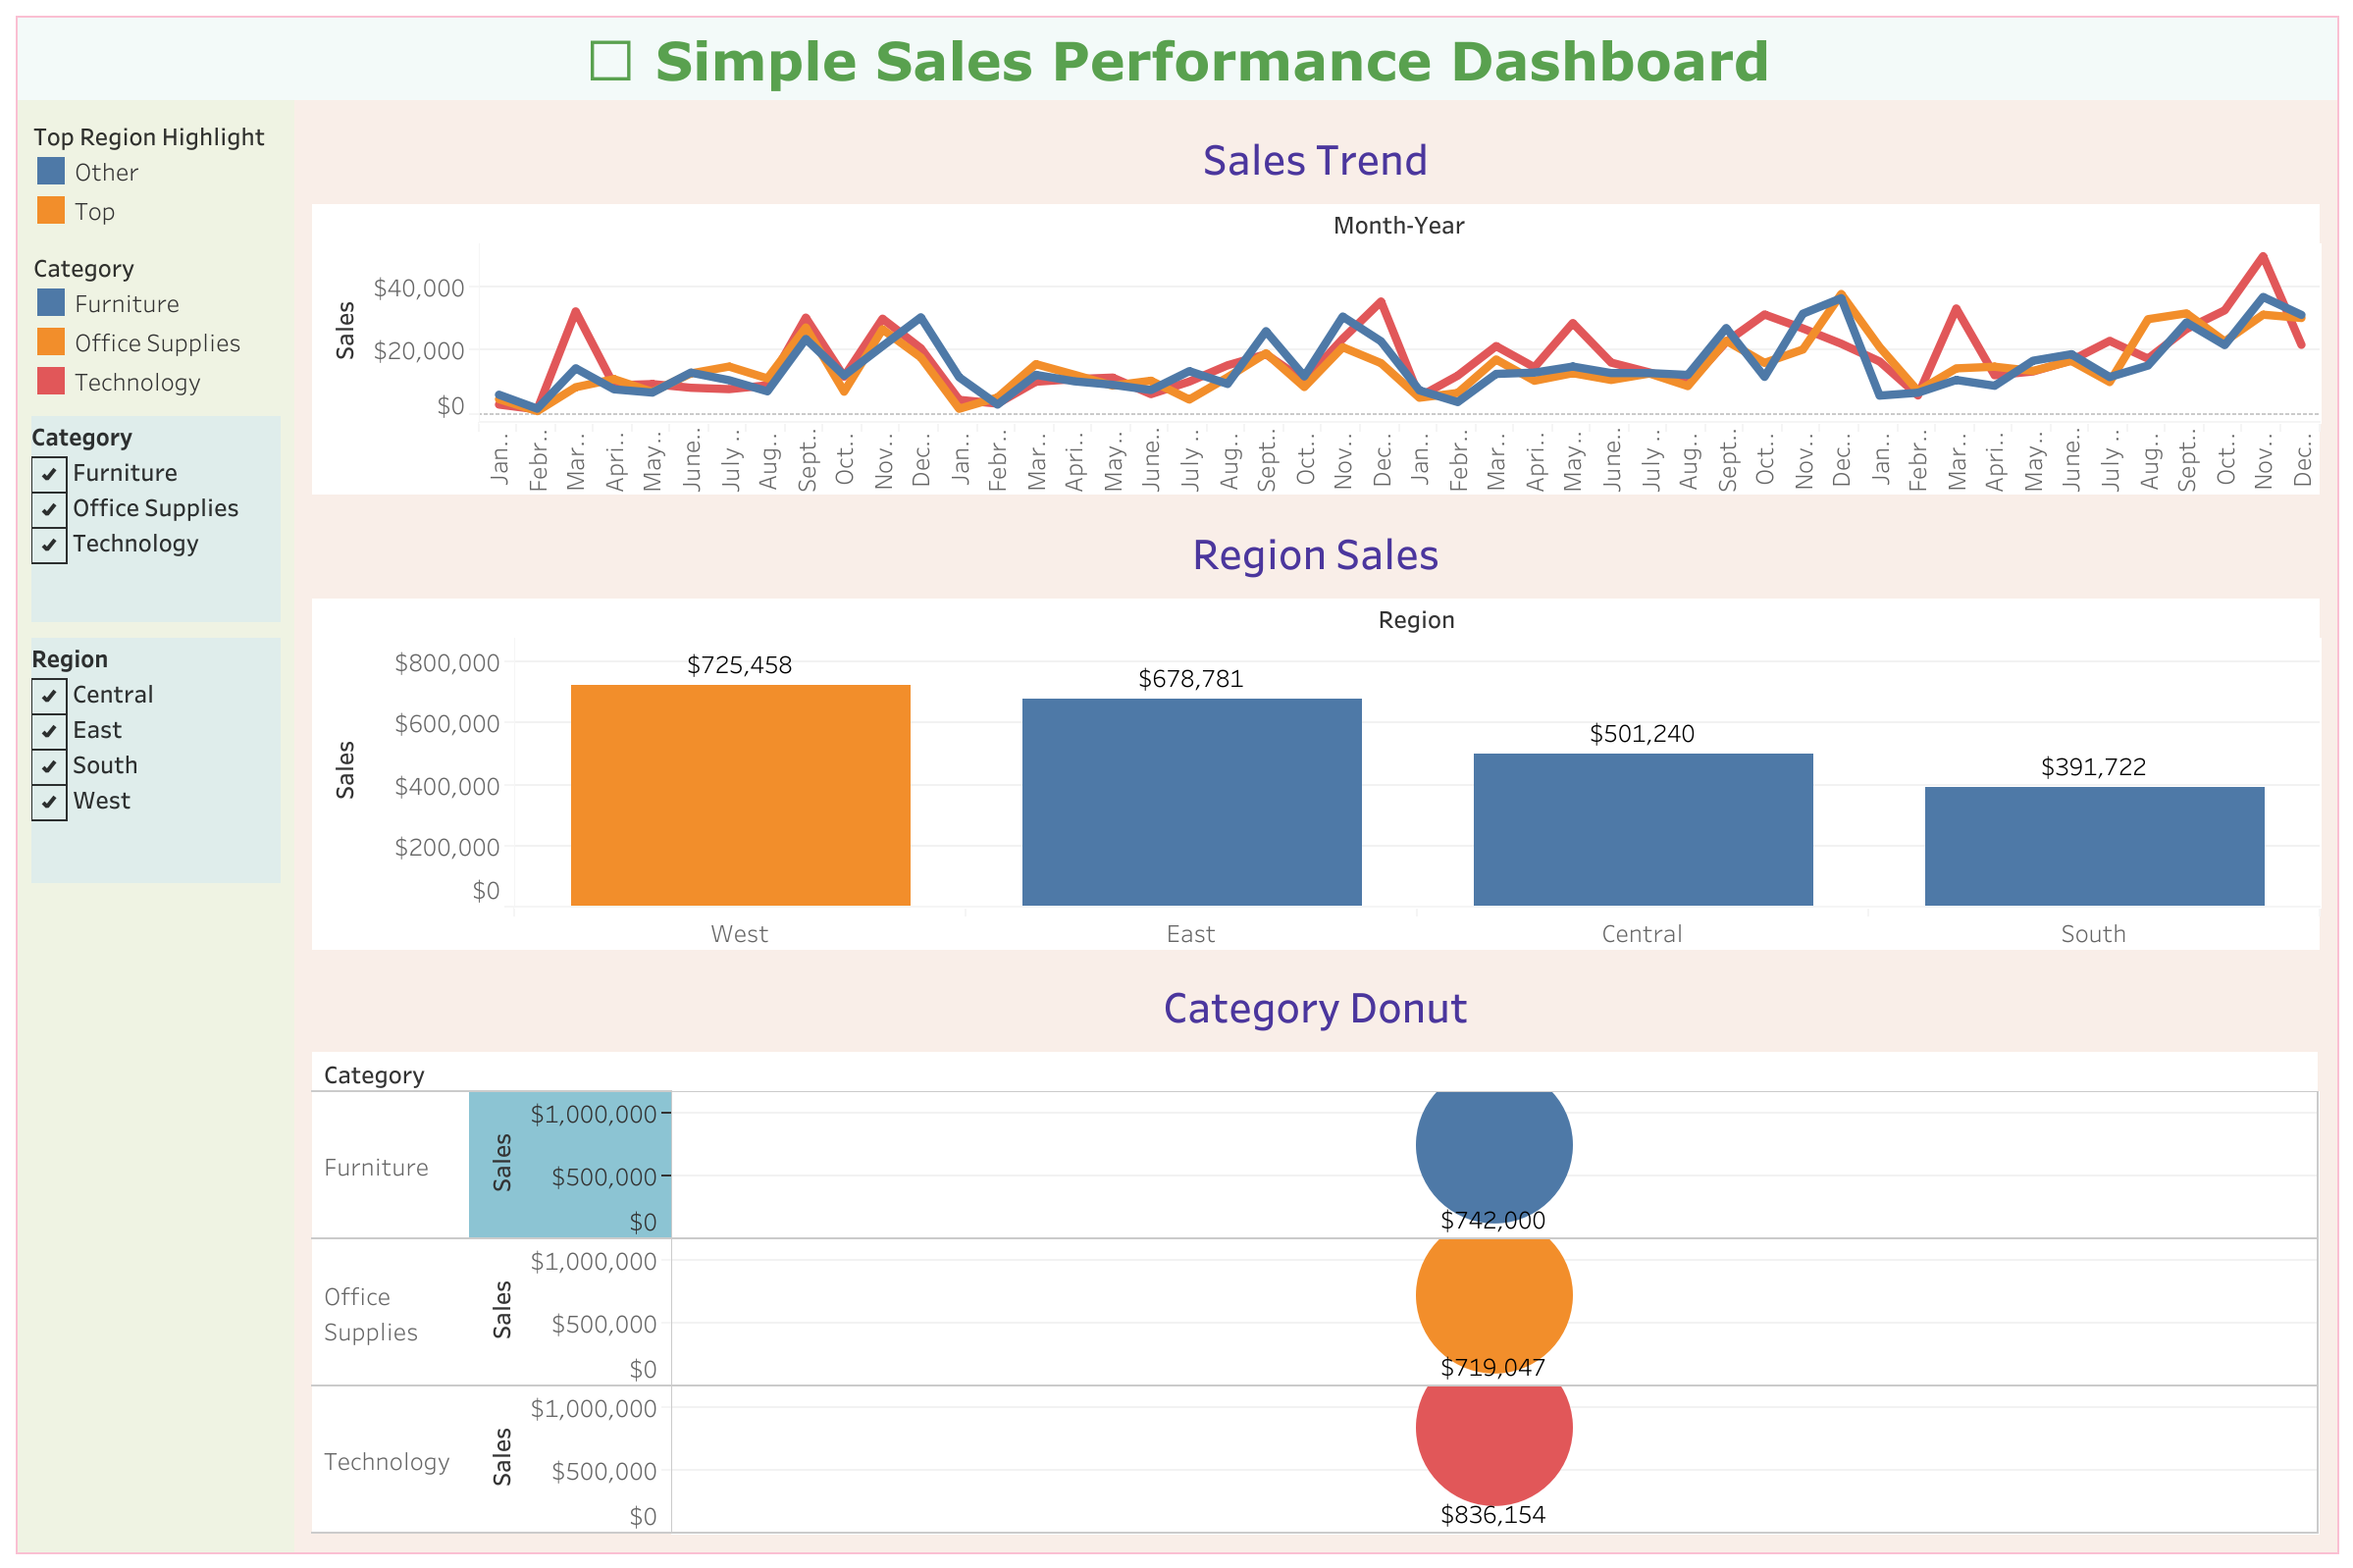 ☐ Simple Sales Performance Dashboard
Top Region Highlight
Other
Top
Category
Furniture
Office Supplies
Technology
Category
Furniture
Office Supplies
Technology
Region
Central
East
South
West
Sales Trend
Month-Year
Sales
$40,000
$20,000
$0
Jan.. Febr.. Mar.. Apri.. May.. June.. July .. Aug.. Sept.. Oct.. Nov.. Dec.. Jan.. Febr.. Mar.. Apri.. May.. June.. July .. Aug.. Sept.. Oct.. Nov.. Dec.. Jan.. Febr.. Mar.. Apri.. May.. June.. July .. Aug.. Sept.. Oct.. Nov.. Dec.. Jan.. Febr.. Mar.. Apri.. May.. June.. July .. Aug.. Sept.. Oct.. Nov.. Dec..
Region Sales
Region
Sales
$800,000
$600,000
$400,000
$200,000
$0
$725,458
$678,781
$501,240
$391,722
West East Central South
Category Donut
Category
Furniture
Sales
$1,000,000
$500,000
$0
$742,000
Office
Supplies
Sales
$1,000,000
$500,000
$0
$719,047
Technology
Sales
$1,000,000
$500,000
$0
$836,154